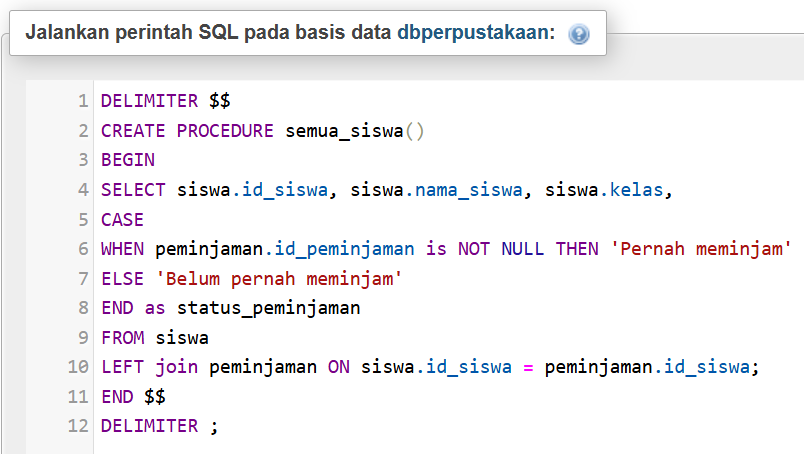 Jalankan perintah SQL pada basis data dbperpustakaan:
1 DELIMITER $$
2 CREATE PROCEDURE semua_siswa()
3 BEGIN
4 SELECT siswa.id_siswa, siswa.nama_siswa, siswa.kelas,
5 CASE
6 WHEN peminjaman.id_peminjaman is NOT NULL THEN 'Pernah meminjam'
7 ELSE 'Belum pernah meminjam'
8 END as status_peminjaman
9 FROM siswa
10 LEFT join peminjaman ON siswa.id_siswa = peminjaman.id_siswa;
11 END $$
12 DELIMITER ;